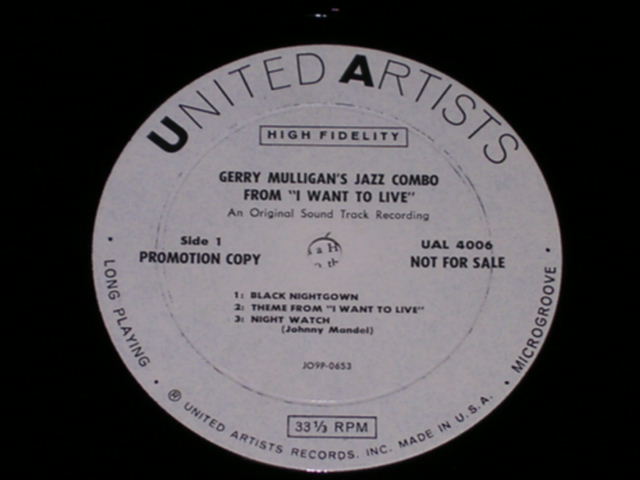 UNITED ARTISTS
HIGH FIDELITY
GERRY MULLIGAN'S JAZZ COMBO
FROM "I WANT TO LIVE"
An Original Sound Track Recording
Side 1
PROMOTION COPY
UAL 4006
NOT FOR SALE
1: BLACK NIGHTGOWN
2: THEME FROM "I WANT TO LIVE"
3: NIGHT WATCH
(Johnny Mandel)
JO9P-0653
33⅓ RPM
• LONG PLAYING •
Ⓡ UNITED ARTISTS RECORDS, INC. MADE IN U.S.A.
• MICROGROOVE •